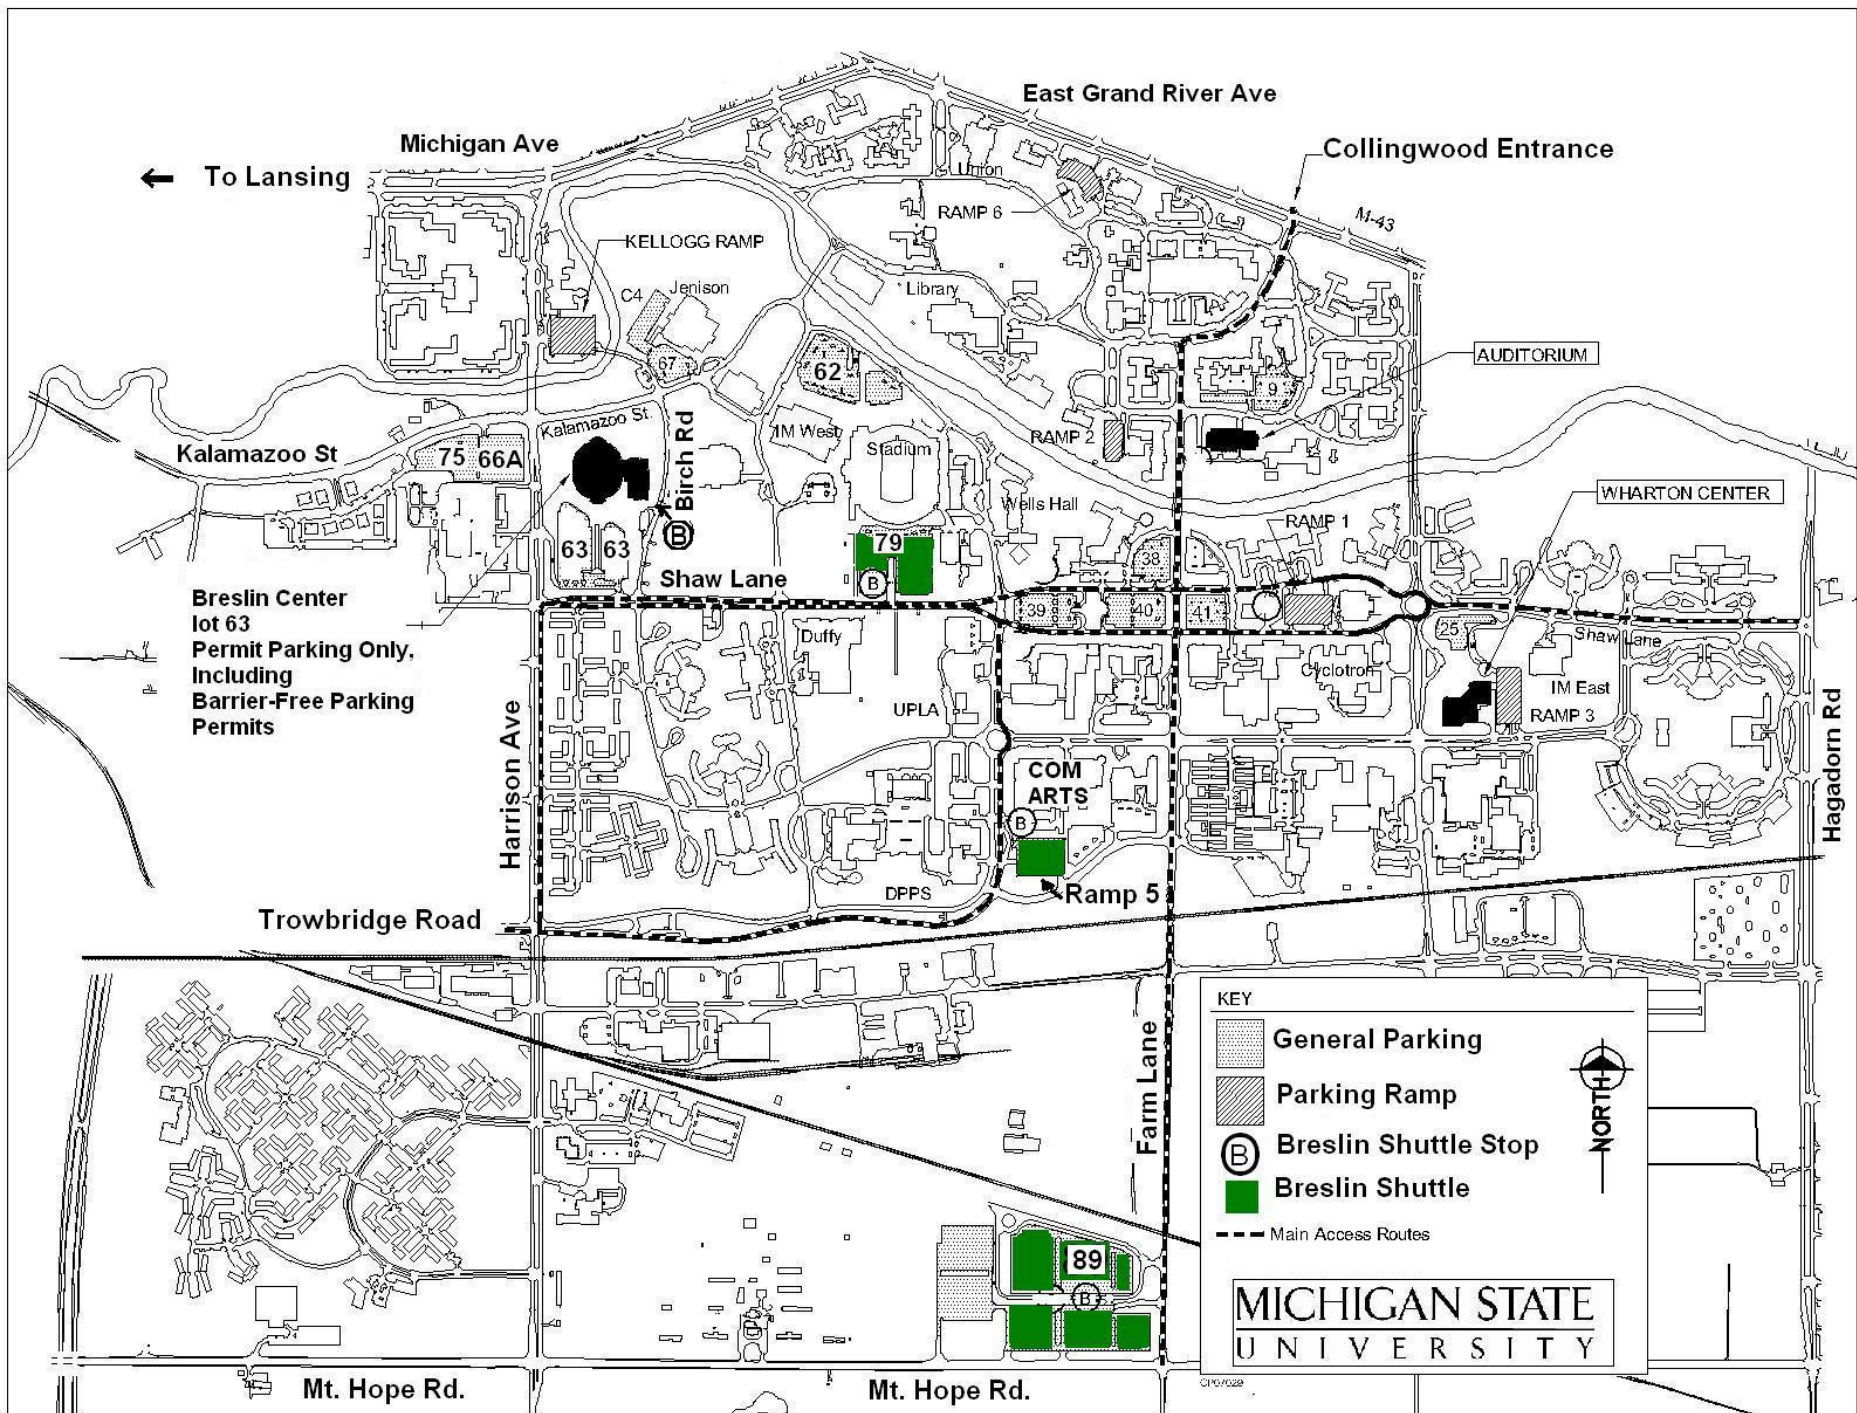 East Grand River Ave
Michigan Ave
Collingwood Entrance
To Lansing
Union
RAMP 6
M-43
KELLOGG RAMP
C4
Jenison
Library
AUDITORIUM
67
62
9
Kalamazoo St.
Birch Rd
IM West
RAMP 2
Stadium
Kalamazoo St
75
66A
WHARTON CENTER
Wells Hall
RAMP 1
B
63
63
79
38
Shaw Lane
B
Breslin Center
lot 63
Permit Parking Only,
Including
Barrier-Free Parking
Permits
39
40
41
25
Shaw Lane
Duffy
Cyclotron
IM East
UPLA
RAMP 3
Harrison Ave
Hagadorn Rd
COM
ARTS
B
DPPS
Ramp 5
Trowbridge Road
Farm Lane
KEY
General Parking
Parking Ramp
B
Breslin Shuttle Stop
Breslin Shuttle
Main Access Routes
NORTH
89
B
MICHIGAN STATE
UNIVERSITY
Mt. Hope Rd.
Mt. Hope Rd.
CP07029